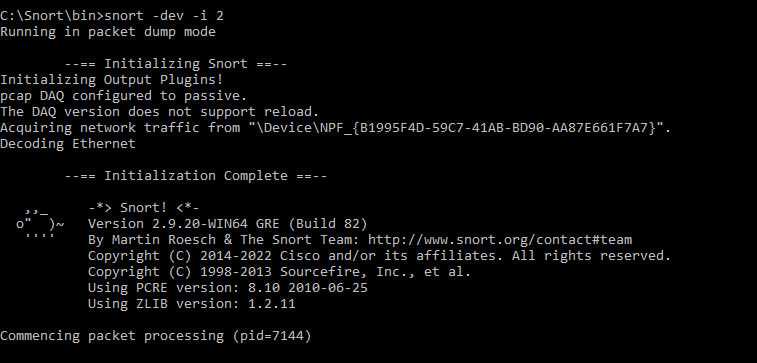 C:\Snort\bin>snort -dev -i 2
Running in packet dump mode
--== Initializing Snort ==--
Initializing Output Plugins!
pcap DAQ configured to passive.
The DAQ version does not support reload.
Acquiring network traffic from "\Device\NPF_{B1995F4D-59C7-41AB-BD90-AA87E661F7A7}".
Decoding Ethernet
--== Initialization Complete ==--
,,_ -*> Snort! <*-
o" )~ Version 2.9.20-WIN64 GRE (Build 82)
'''' By Martin Roesch & The Snort Team: http://www.snort.org/contact#team
Copyright (C) 2014-2022 Cisco and/or its affiliates. All rights reserved.
Copyright (C) 1998-2013 Sourcefire, Inc., et al.
Using PCRE version: 8.10 2010-06-25
Using ZLIB version: 1.2.11
Commencing packet processing (pid=7144)